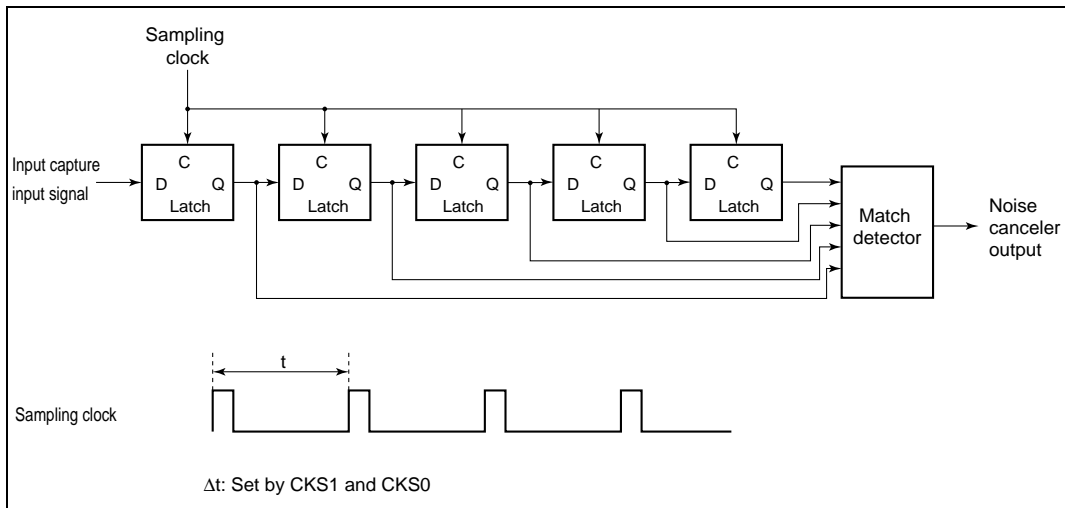 Sampling
clock
Input capture
input signal
C
D Q
Latch
C
D Q
Latch
C
D Q
Latch
C
D Q
Latch
C
D Q
Latch
Match
detector
Noise
canceler
output
t
Sampling clock
Δt: Set by CKS1 and CKS0